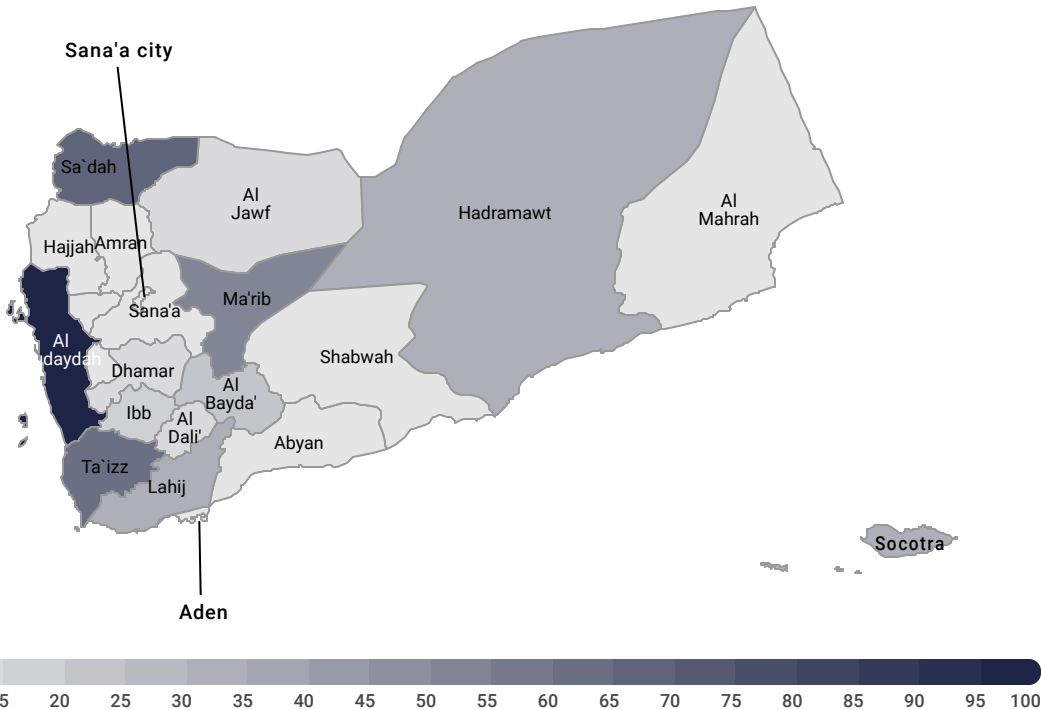 Sana'a city
Sa`dah
Al
Jawf
Hadramawt
Al
Mahrah
Hajjah
Amran
Ma'rib
Sana'a
Al
udaydah
Shabwah
Dhamar
Al
Bayda'
Ibb
Al
Dali'
Abyan
Ta`izz
Lahij
Socotra
Aden
5 20 25 30 35 40 45 50 55 60 65 70 75 80 85 90 95 100